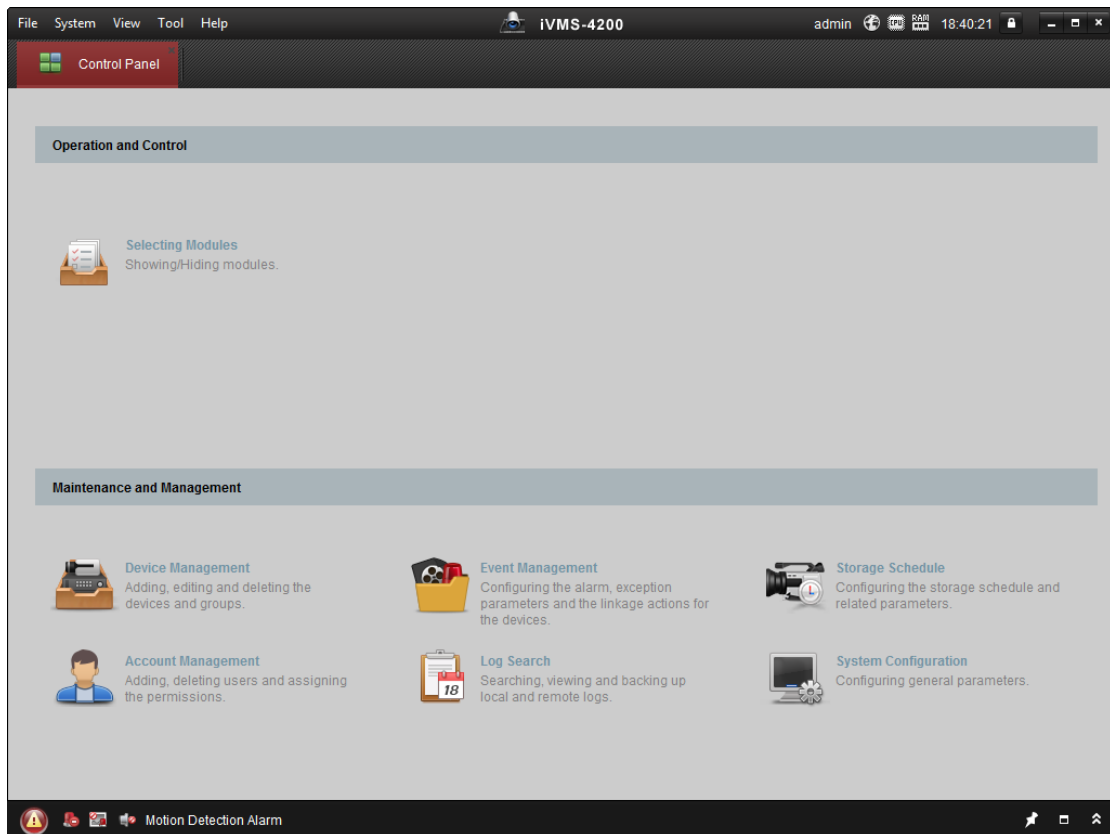 File System View Tool Help iVMS-4200 admin CPU RAM 18:40:21
Control Panel
Operation and Control
Selecting Modules
Showing/Hiding modules.
Maintenance and Management
Device Management
Adding, editing and deleting the
devices and groups.
Event Management
Configuring the alarm, exception
parameters and the linkage actions for
the devices.
Storage Schedule
Configuring the storage schedule and
related parameters.
Account Management
Adding, deleting users and assigning
the permissions.
18
Log Search
Searching, viewing and backing up
local and remote logs.
System Configuration
Configuring general parameters.
Motion Detection Alarm